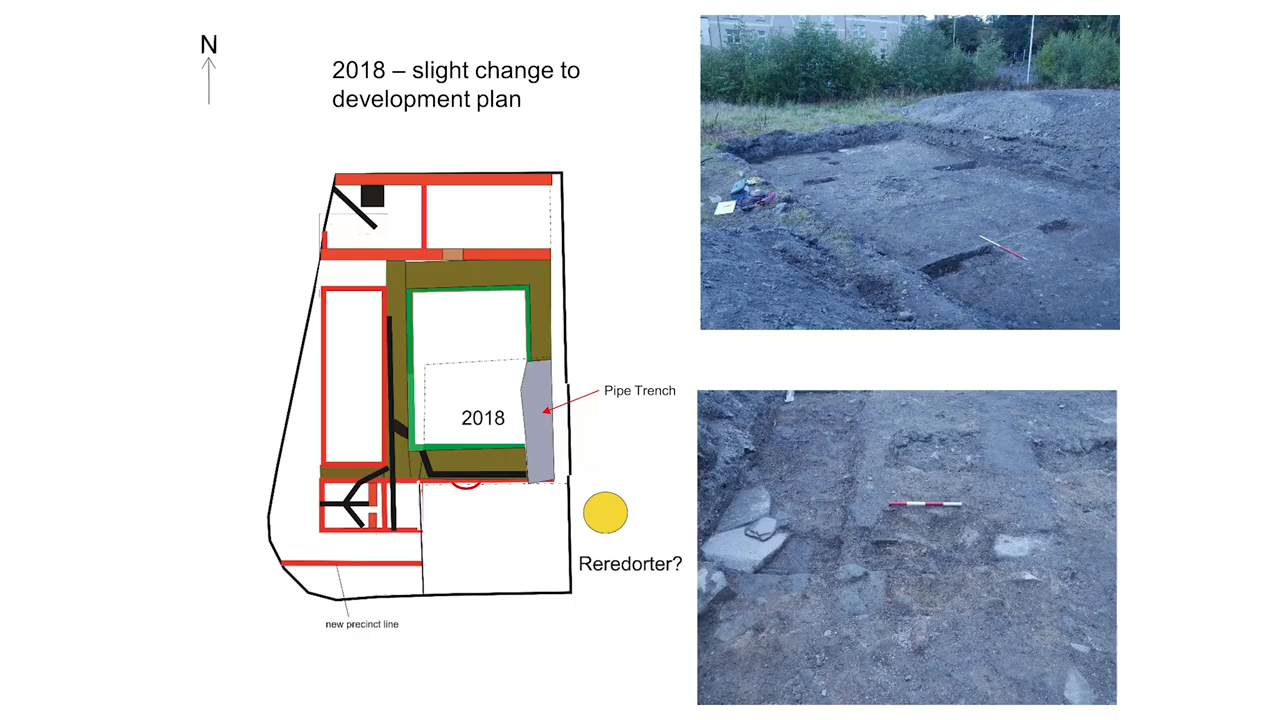 N
2018 – slight change to
development plan
Pipe Trench
2018
Reredorter?
new precinct line